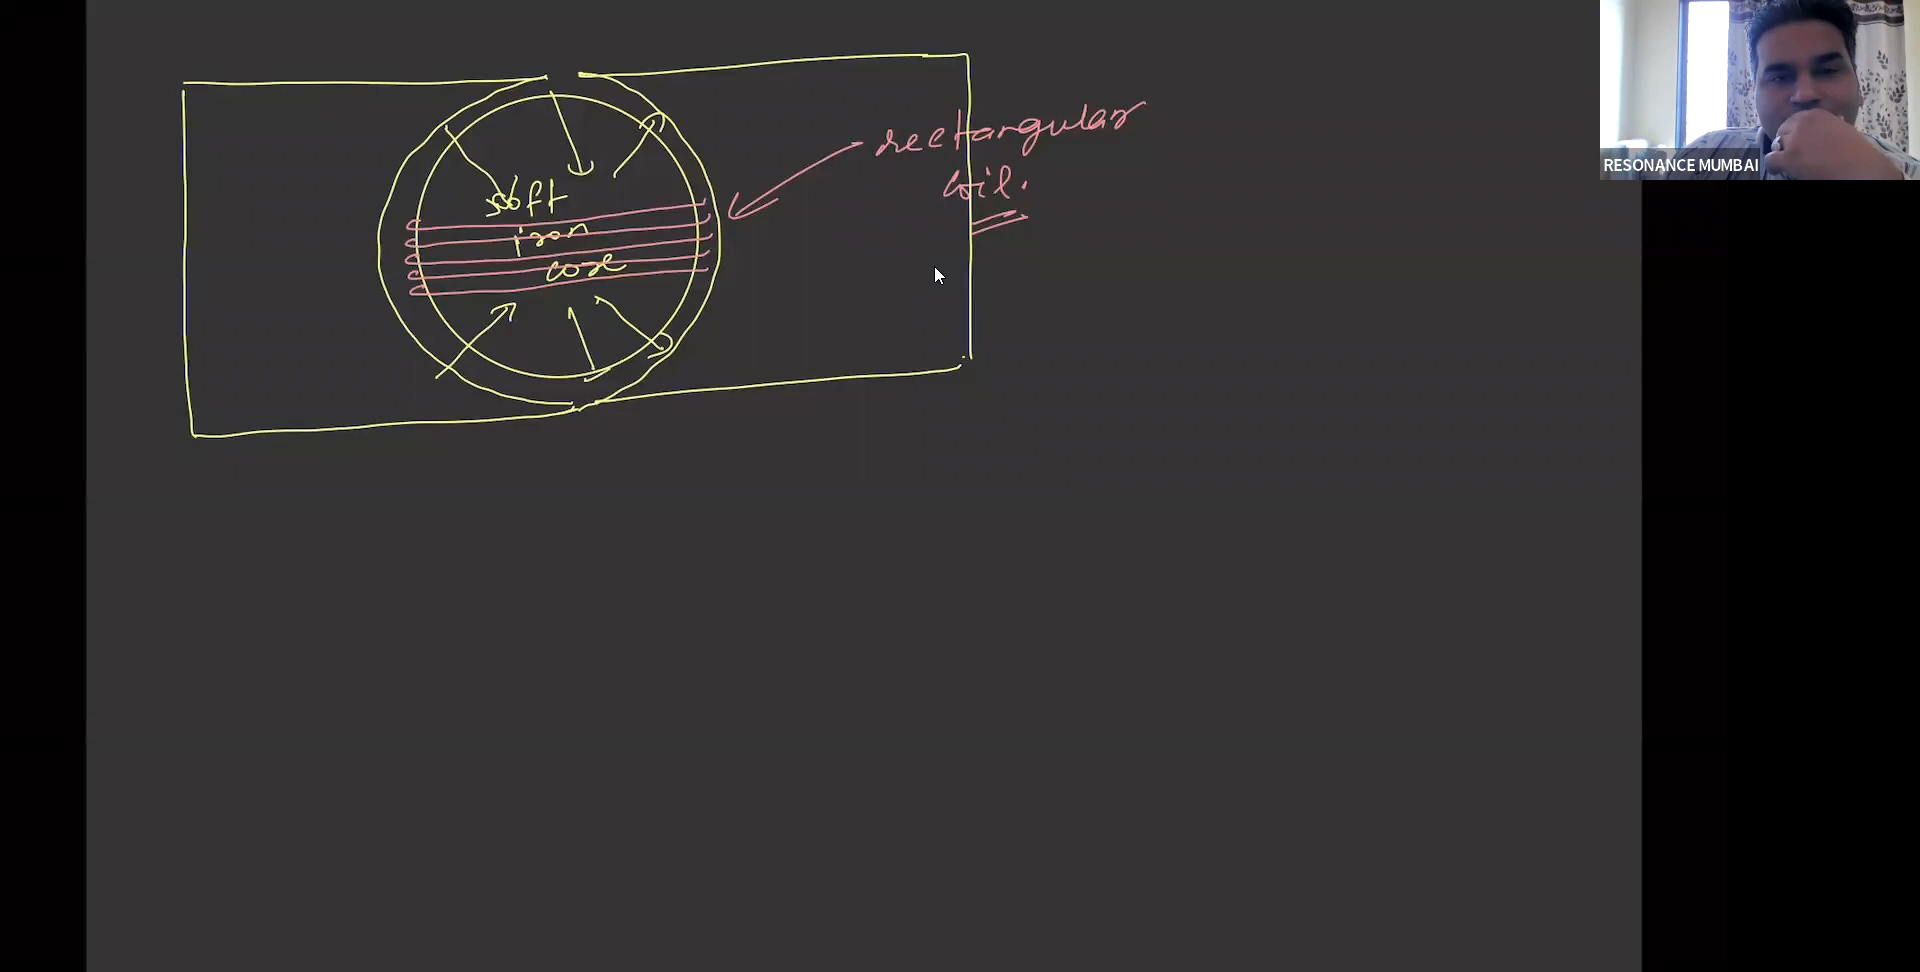 soft
iron
core
rectangular
coil.
RESONANCE MUMBAI